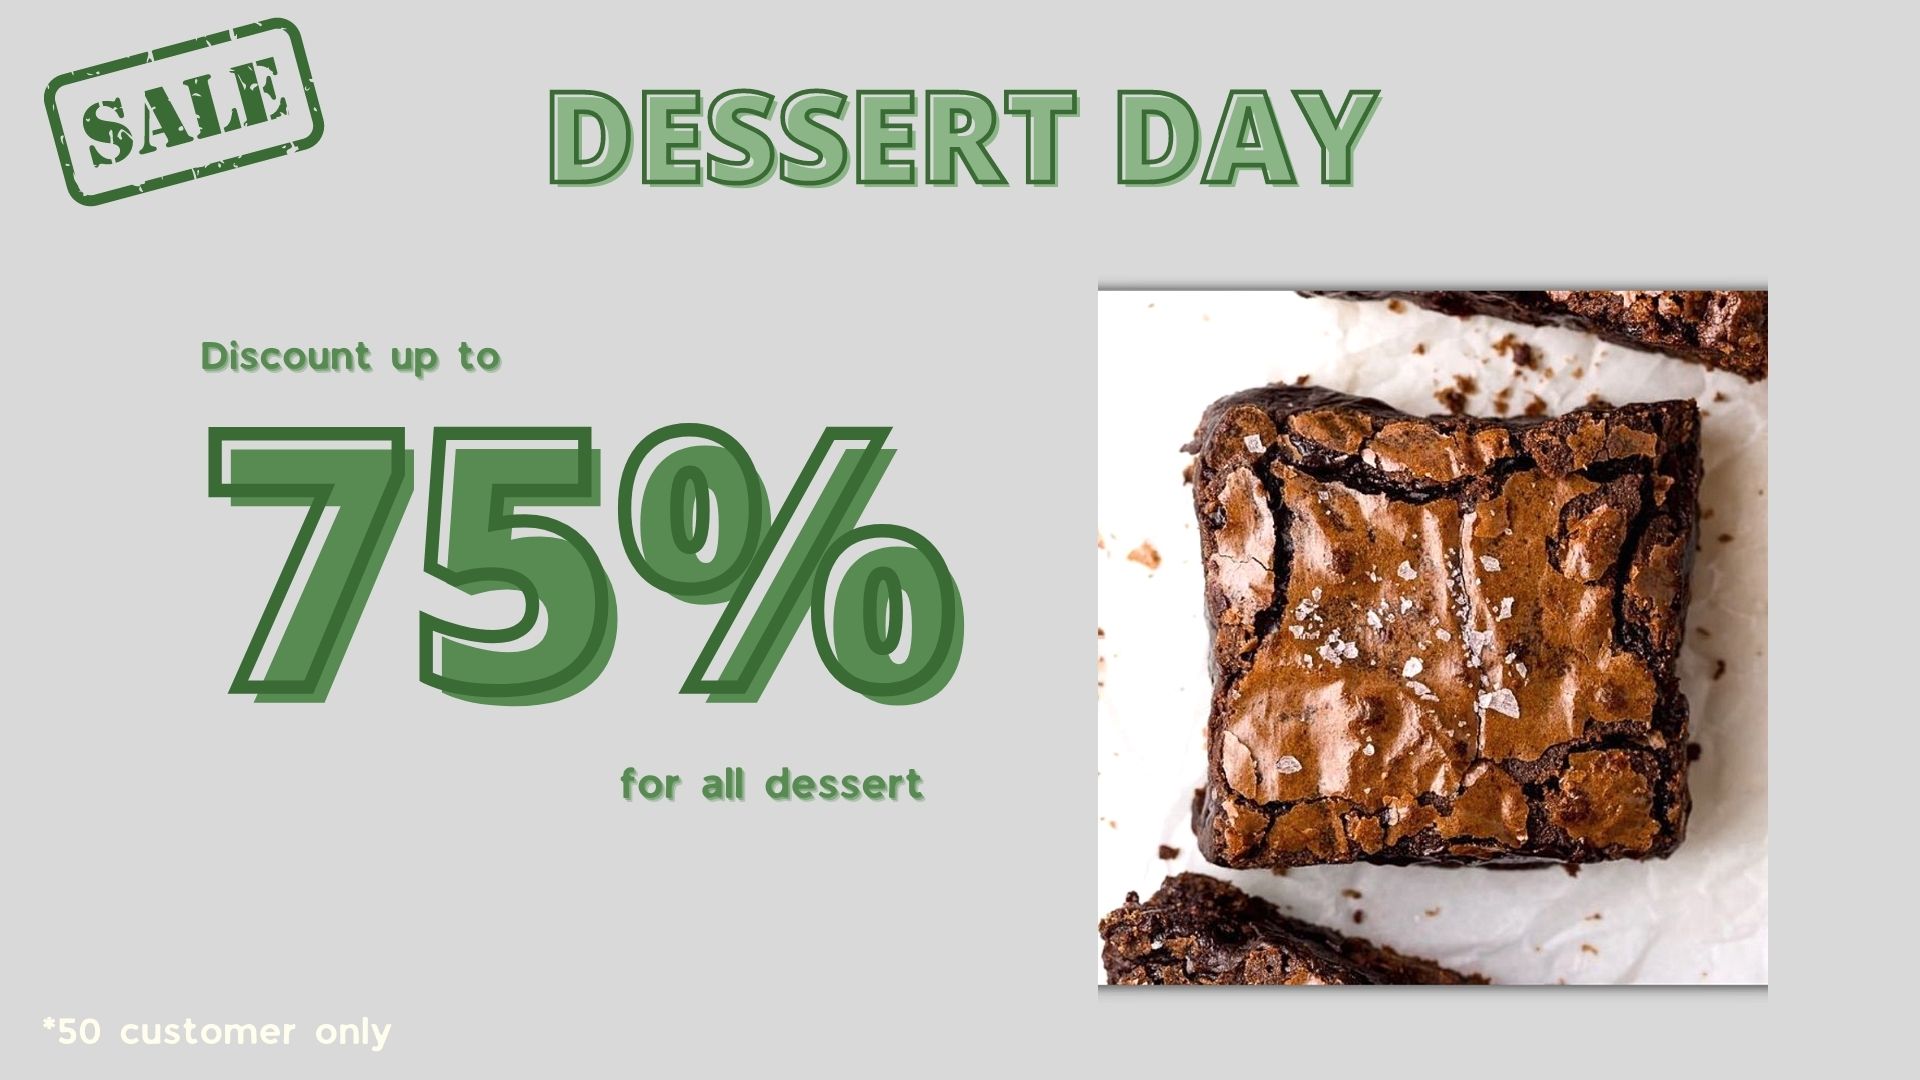 SALE
DESSERT DAY
Discount up to
75%
for all dessert
*50 customer only